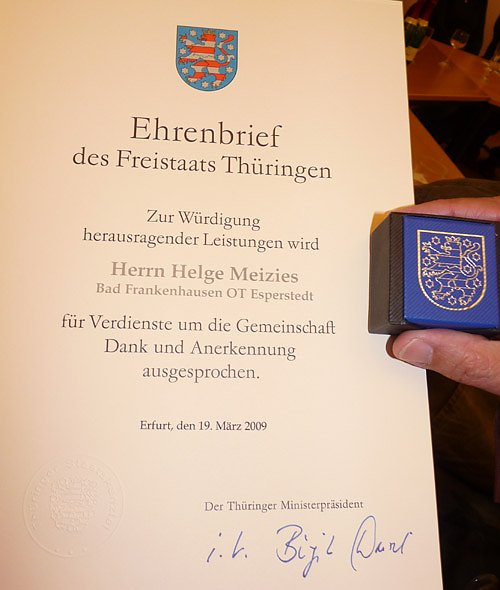 Ehrenbrief
des Freistaats Thüringen
Zur Würdigung
herausragender Leistungen wird
Herrn Helge Meizies
Bad Frankenhausen OT Esperstedt
für Verdienste um die Gemeinschaft
Dank und Anerkennung
ausgesprochen.
Erfurt, den 19. März 2009
Der Thüringer Ministerpräsident
i.V. Birgit